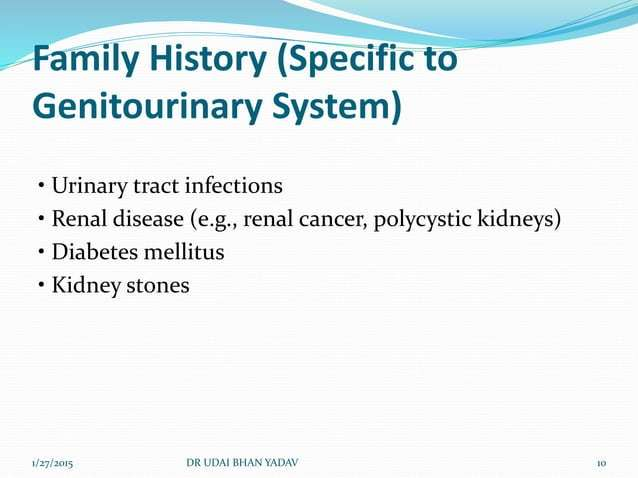 Family History (Specific to
Genitourinary System)
• Urinary tract infections
• Renal disease (e.g., renal cancer, polycystic kidneys)
• Diabetes mellitus
• Kidney stones
1/27/2015 DR UDAI BHAN YADAV 10